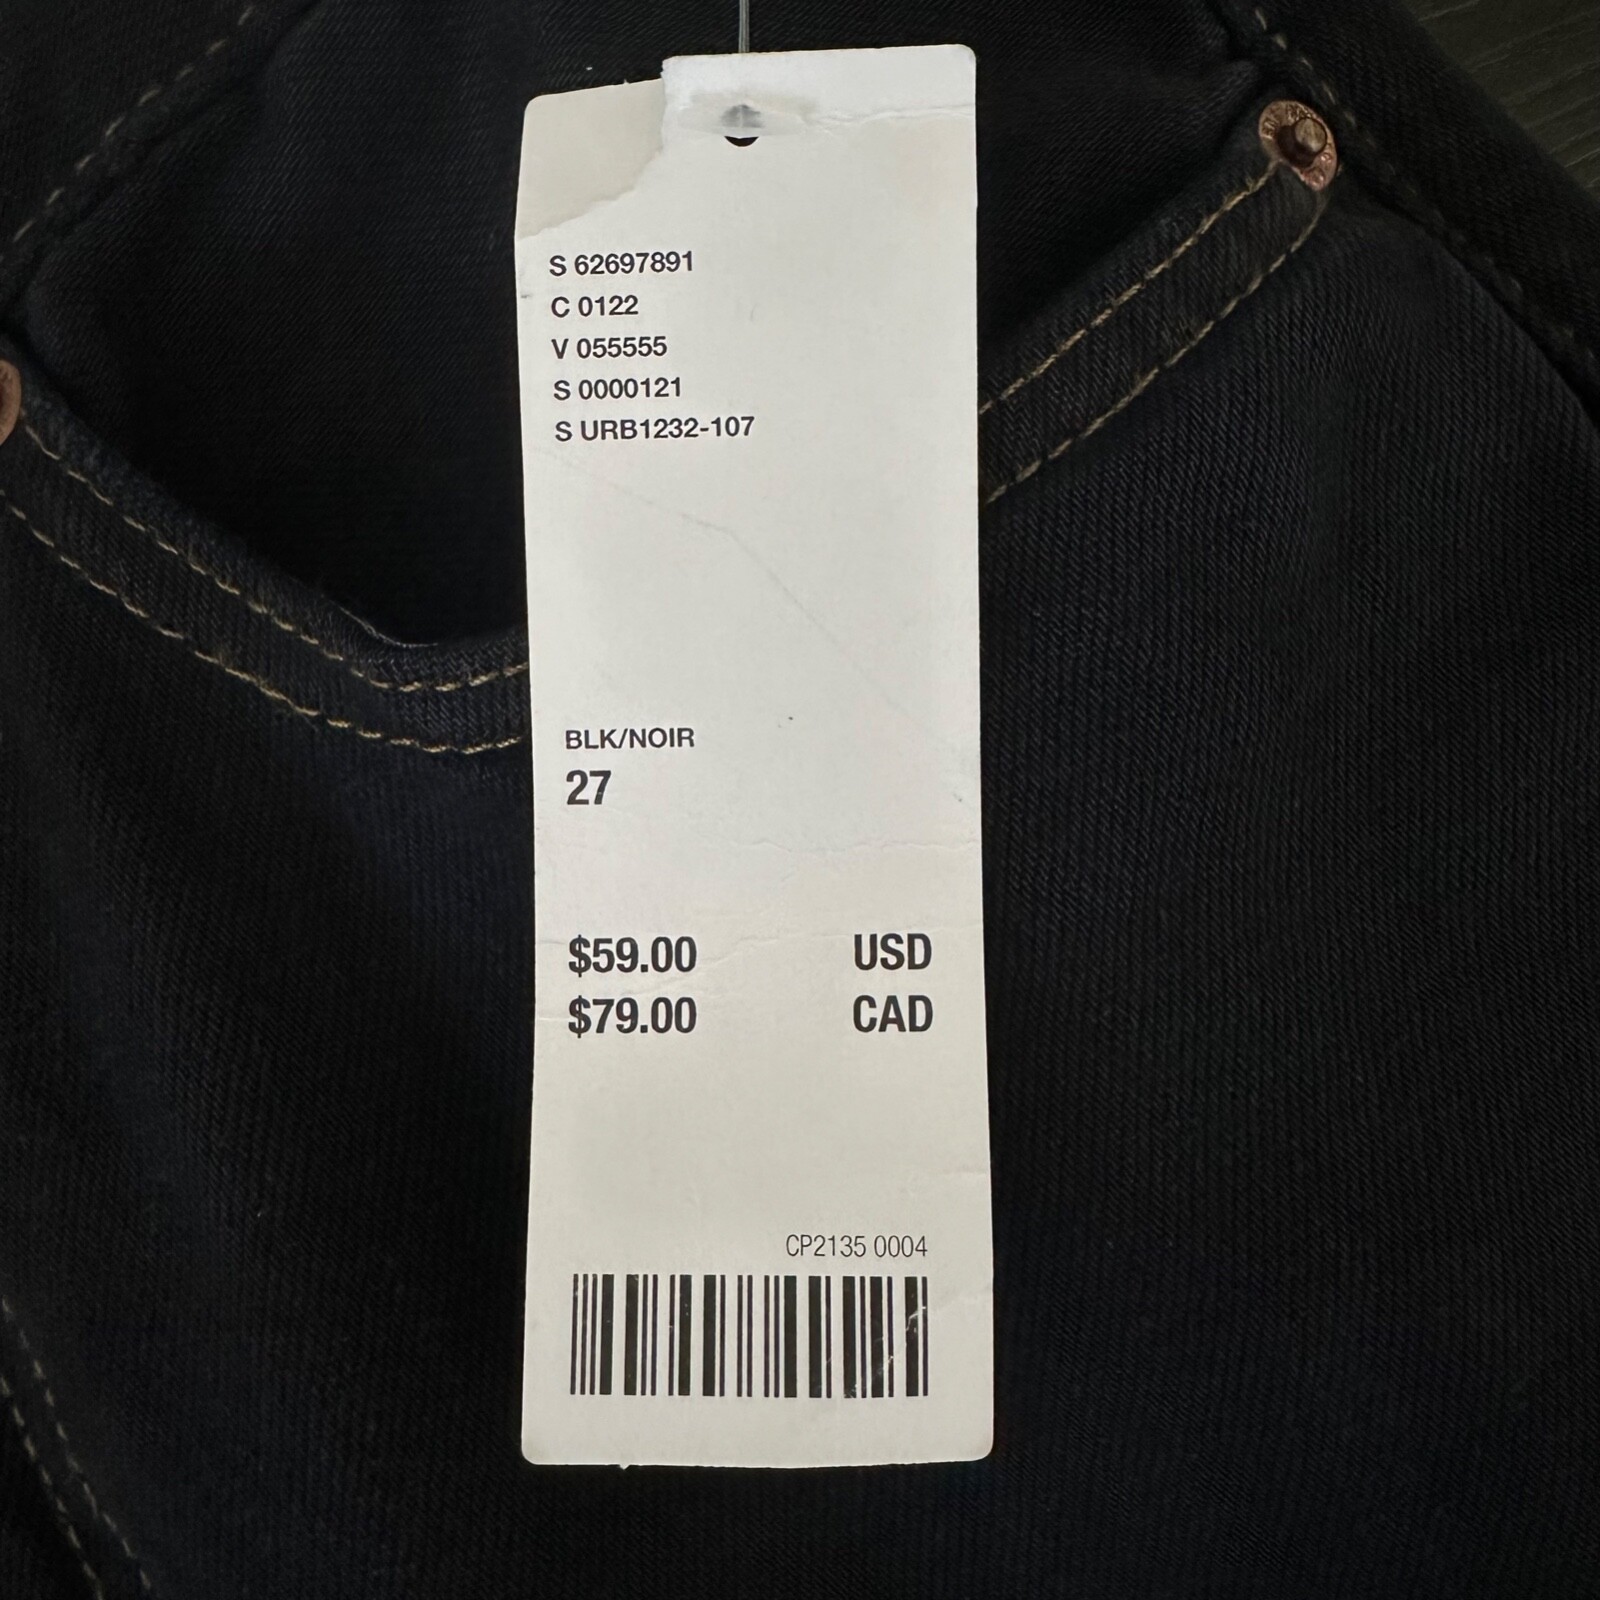 S 62697891
C 0122
V 055555
S 0000121
S URB1232-107
BLK/NOIR
27
$59.00 USD
$79.00 CAD
CP2135 0004